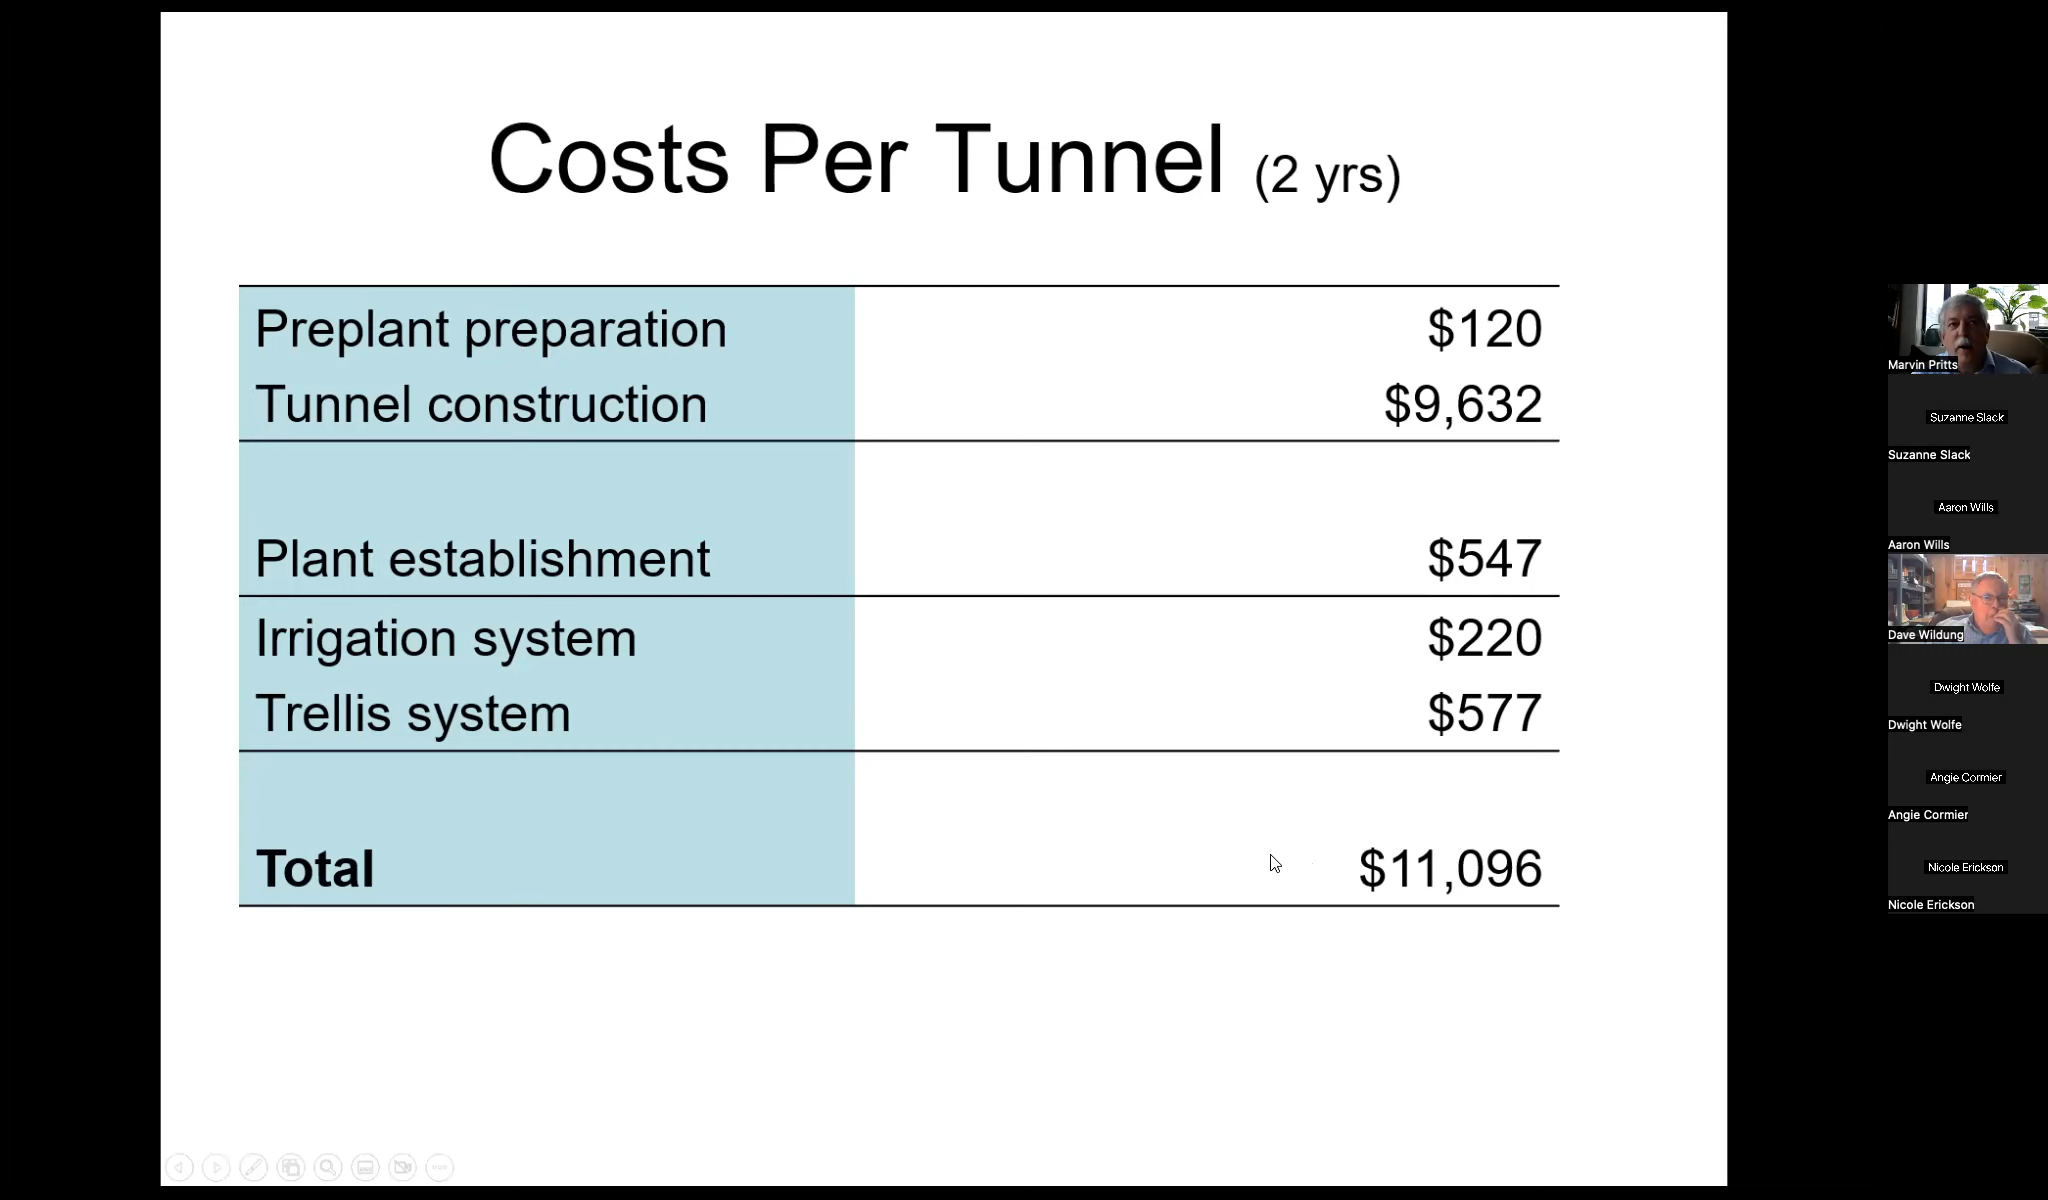 Costs Per Tunnel (2 yrs)
Preplant preparation $120
Tunnel construction $9,632
Plant establishment $547
Irrigation system $220
Trellis system $577
Total $11,096
Marvin Pritts
Suzanne Slack
Suzanne Slack
Aaron Wills
Aaron Wills
Dave Wildung
Dwight Wolfe
Dwight Wolfe
Angie Cormier
Angie Cormier
Nicole Erickson
Nicole Erickson